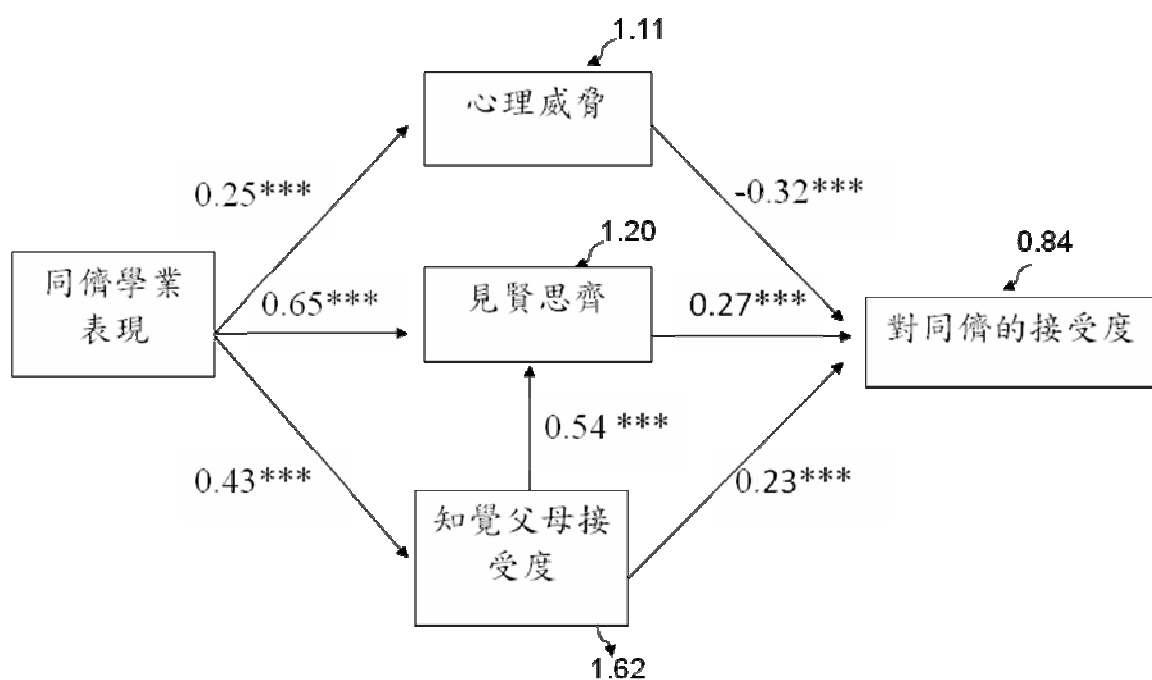 1.11
心理威脅
0.25***
-0.32***
1.20
0.84
同儕學業
表現
0.65***
見賢思齊
0.27***
對同儕的接受度
0.54 ***
0.43***
0.23***
知覺父母接
受度
1.62